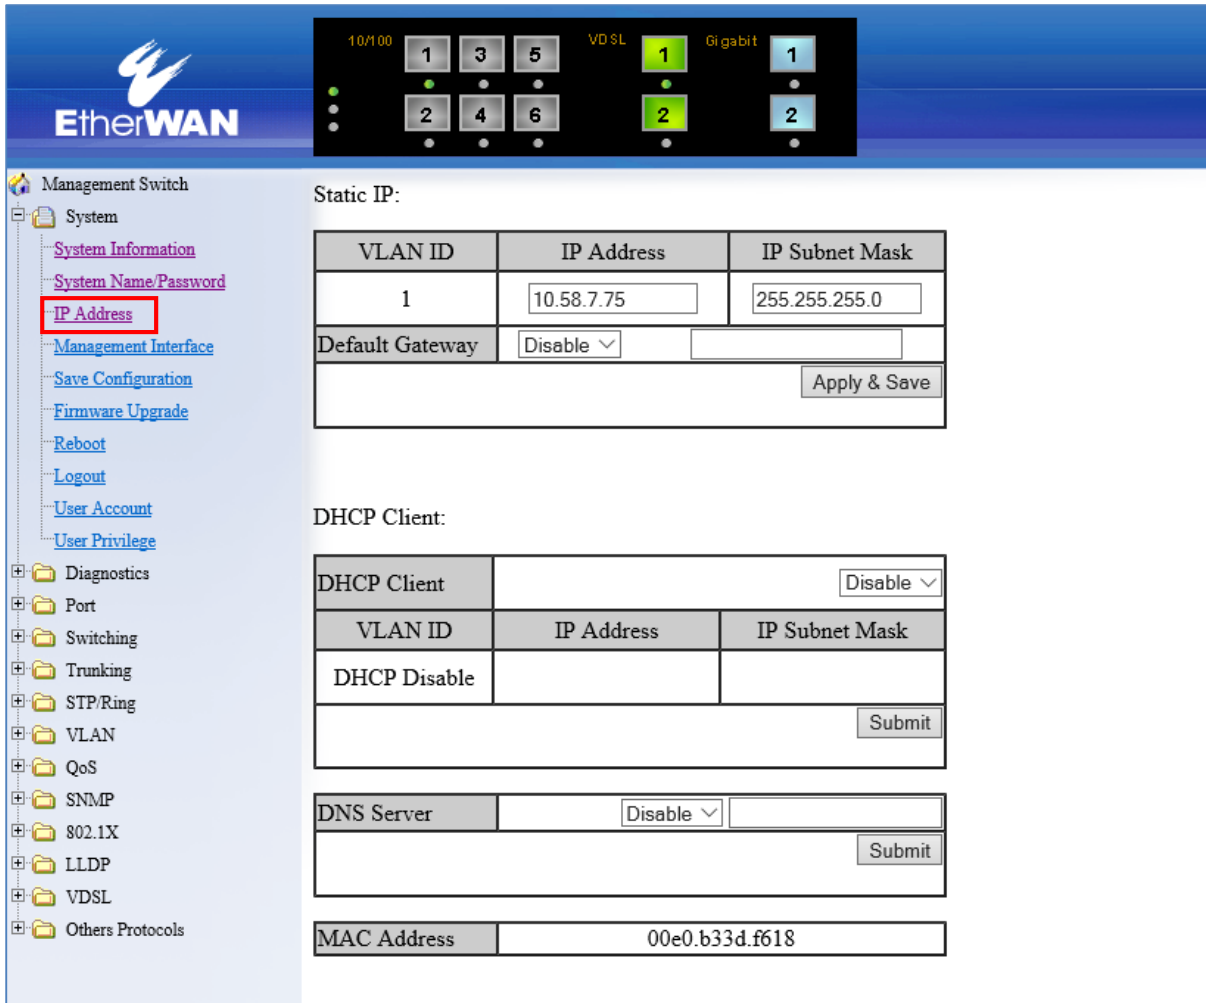 10/100 VDSL Gigabit
1 3 5 1 1
2 4 6 2 2
EtherWAN
Management Switch
System
System Information
System Name/Password
IP Address
Management Interface
Save Configuration
Firmware Upgrade
Reboot
Logout
User Account
User Privilege
Diagnostics
Port
Switching
Trunking
STP/Ring
VLAN
QoS
SNMP
802.1X
LLDP
VDSL
Others Protocols
Static IP:
VLAN ID IP Address IP Subnet Mask
1 10.58.7.75 255.255.255.0
Default Gateway Disable
Apply & Save
DHCP Client:
DHCP Client Disable
VLAN ID IP Address IP Subnet Mask
DHCP Disable
Submit
DNS Server Disable
Submit
MAC Address 00e0.b33d.f618